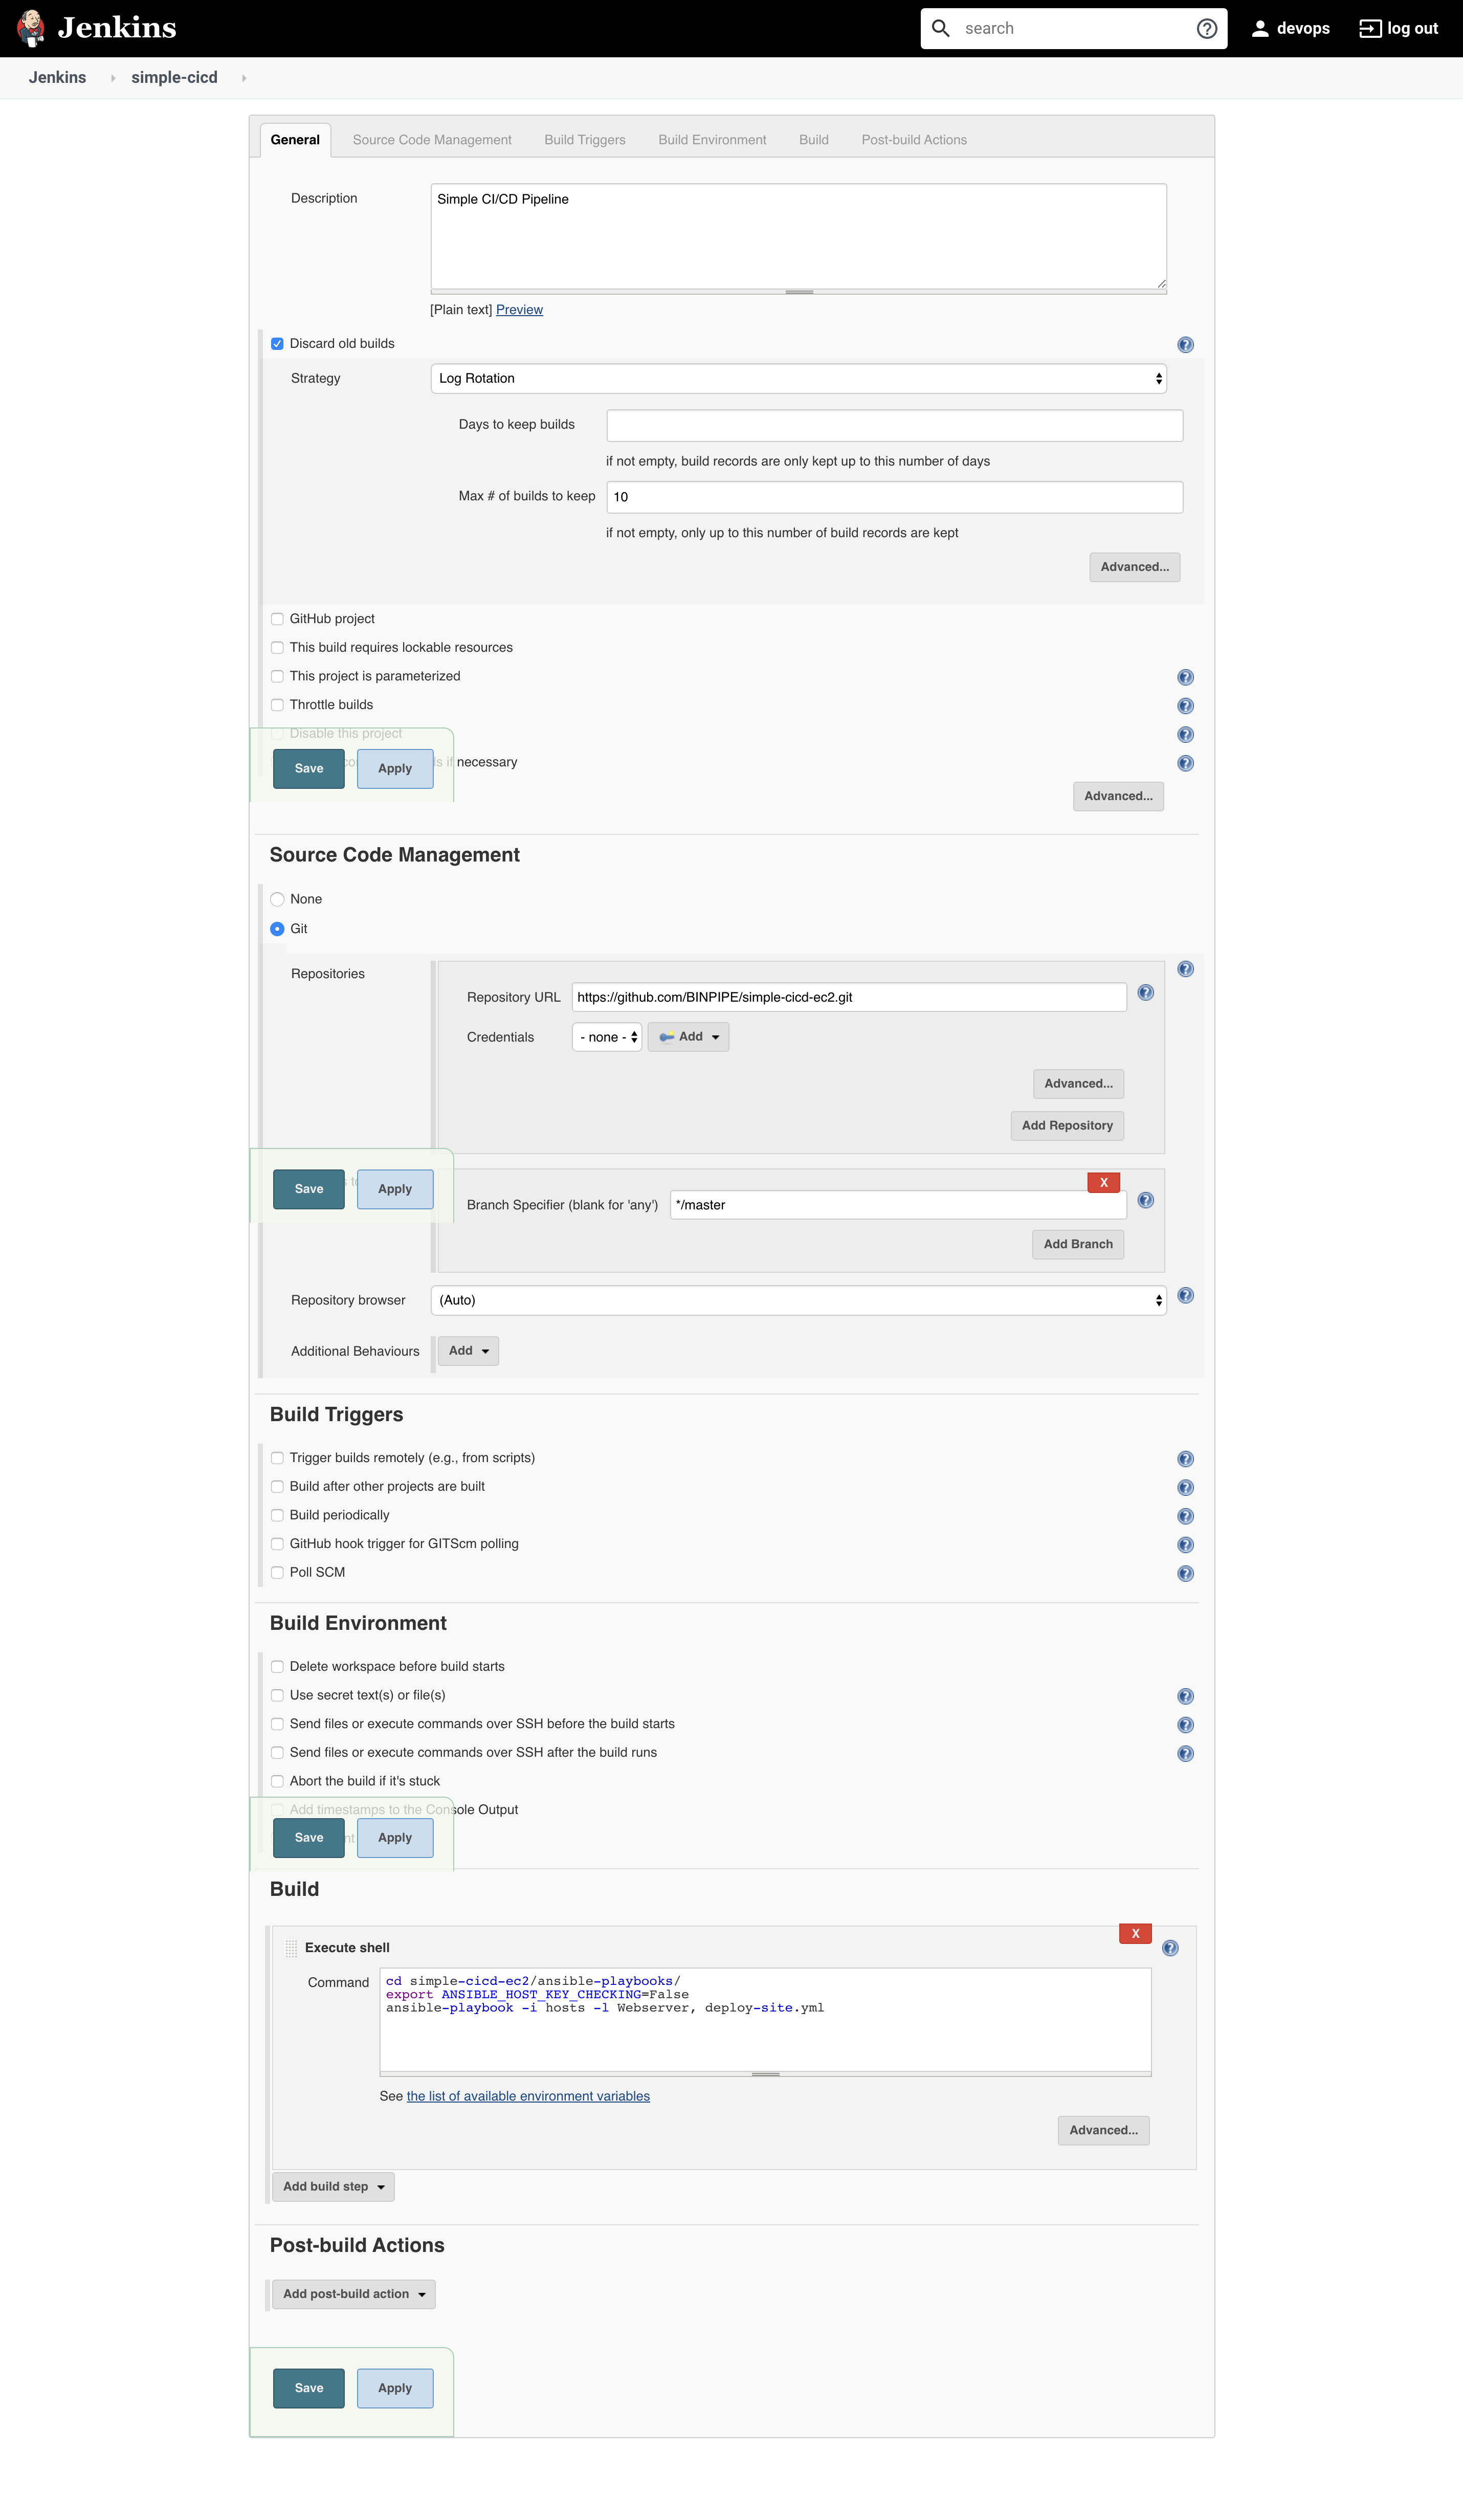 Jenkins
search
devops
log out
Jenkins
simple-cicd
General
Source Code Management
Build Triggers
Build Environment
Build
Post-build Actions
Description
Simple CI/CD Pipeline
[Plain text] Preview
Discard old builds
Strategy
Log Rotation
Days to keep builds
if not empty, build records are only kept up to this number of days
Max # of builds to keep
10
if not empty, only up to this number of build records are kept
Advanced...
GitHub project
This build requires lockable resources
This project is parameterized
Throttle builds
Disable this project
if necessary
Save
Apply
Advanced...
Source Code Management
None
Git
Repositories
Repository URL
https://github.com/BINPIPE/simple-cicd-ec2.git
Credentials
- none -
Add
Advanced...
Add Repository
Save
Apply
X
Branch Specifier (blank for 'any')
*/master
Add Branch
Repository browser
(Auto)
Additional Behaviours
Add
Build Triggers
Trigger builds remotely (e.g., from scripts)
Build after other projects are built
Build periodically
GitHub hook trigger for GITScm polling
Poll SCM
Build Environment
Delete workspace before build starts
Use secret text(s) or file(s)
Send files or execute commands over SSH before the build starts
Send files or execute commands over SSH after the build runs
Abort the build if it's stuck
Add timestamps to the Console Output
Save
Apply
Build
X
Execute shell
Command
cd simple-cicd-ec2/ansible-playbooks/
export ANSIBLE_HOST_KEY_CHECKING=False
ansible-playbook -i hosts -l Webserver, deploy-site.yml
See the list of available environment variables
Advanced...
Add build step
Post-build Actions
Add post-build action
Save
Apply